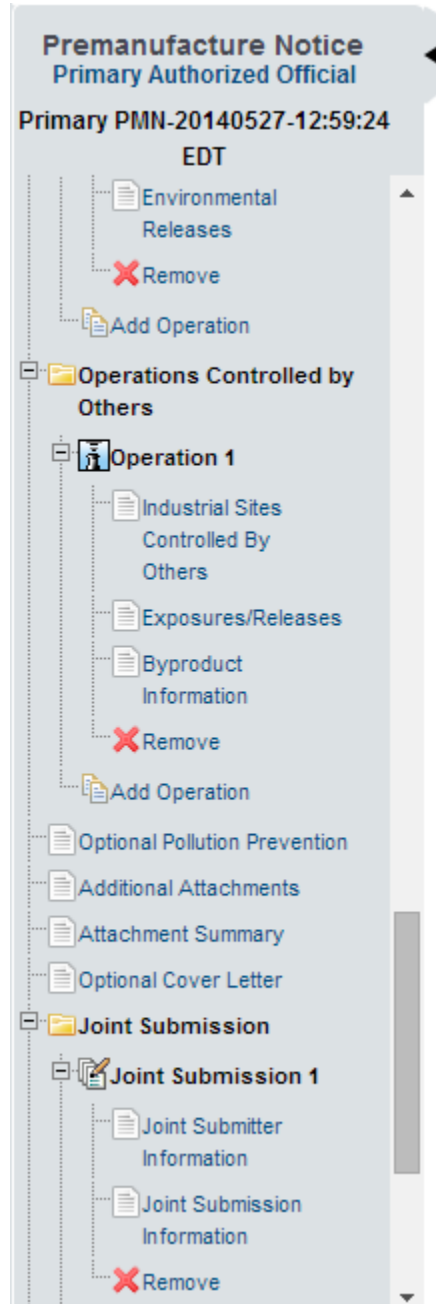 Premanufacture Notice
Primary Authorized Official
Primary PMN-20140527-12:59:24
EDT
Environmental
Releases
Remove
Add Operation
Operations Controlled by
Others
Operation 1
Industrial Sites
Controlled By
Others
Exposures/Releases
Byproduct
Information
Remove
Add Operation
Optional Pollution Prevention
Additional Attachments
Attachment Summary
Optional Cover Letter
Joint Submission
Joint Submission 1
Joint Submitter
Information
Joint Submission
Information
Remove